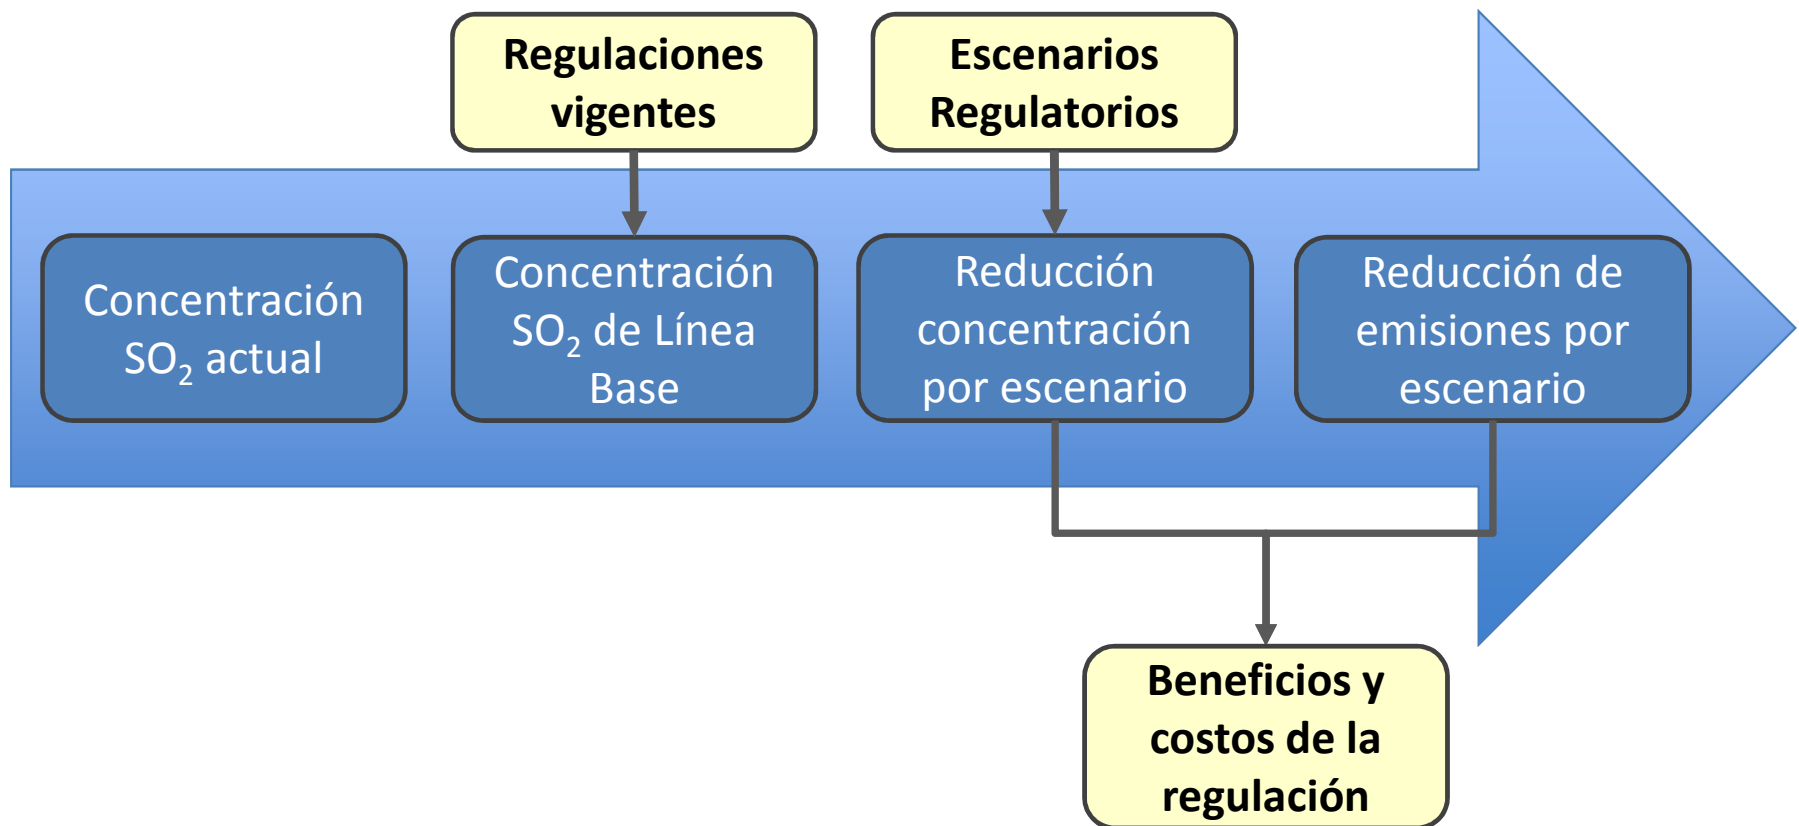 Regulaciones
vigentes
Escenarios
Regulatorios
Concentración
SO₂ actual
Concentración
SO₂ de Línea
Base
Reducción
concentración
por escenario
Reducción de
emisiones por
escenario
Beneficios y
costos de la
regulación